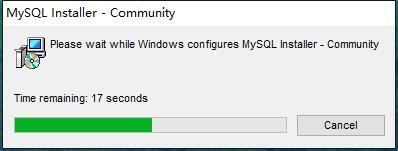 MySQL Installer - Community
Please wait while Windows configures MySQL Installer - Community
Time remaining: 17 seconds
Cancel